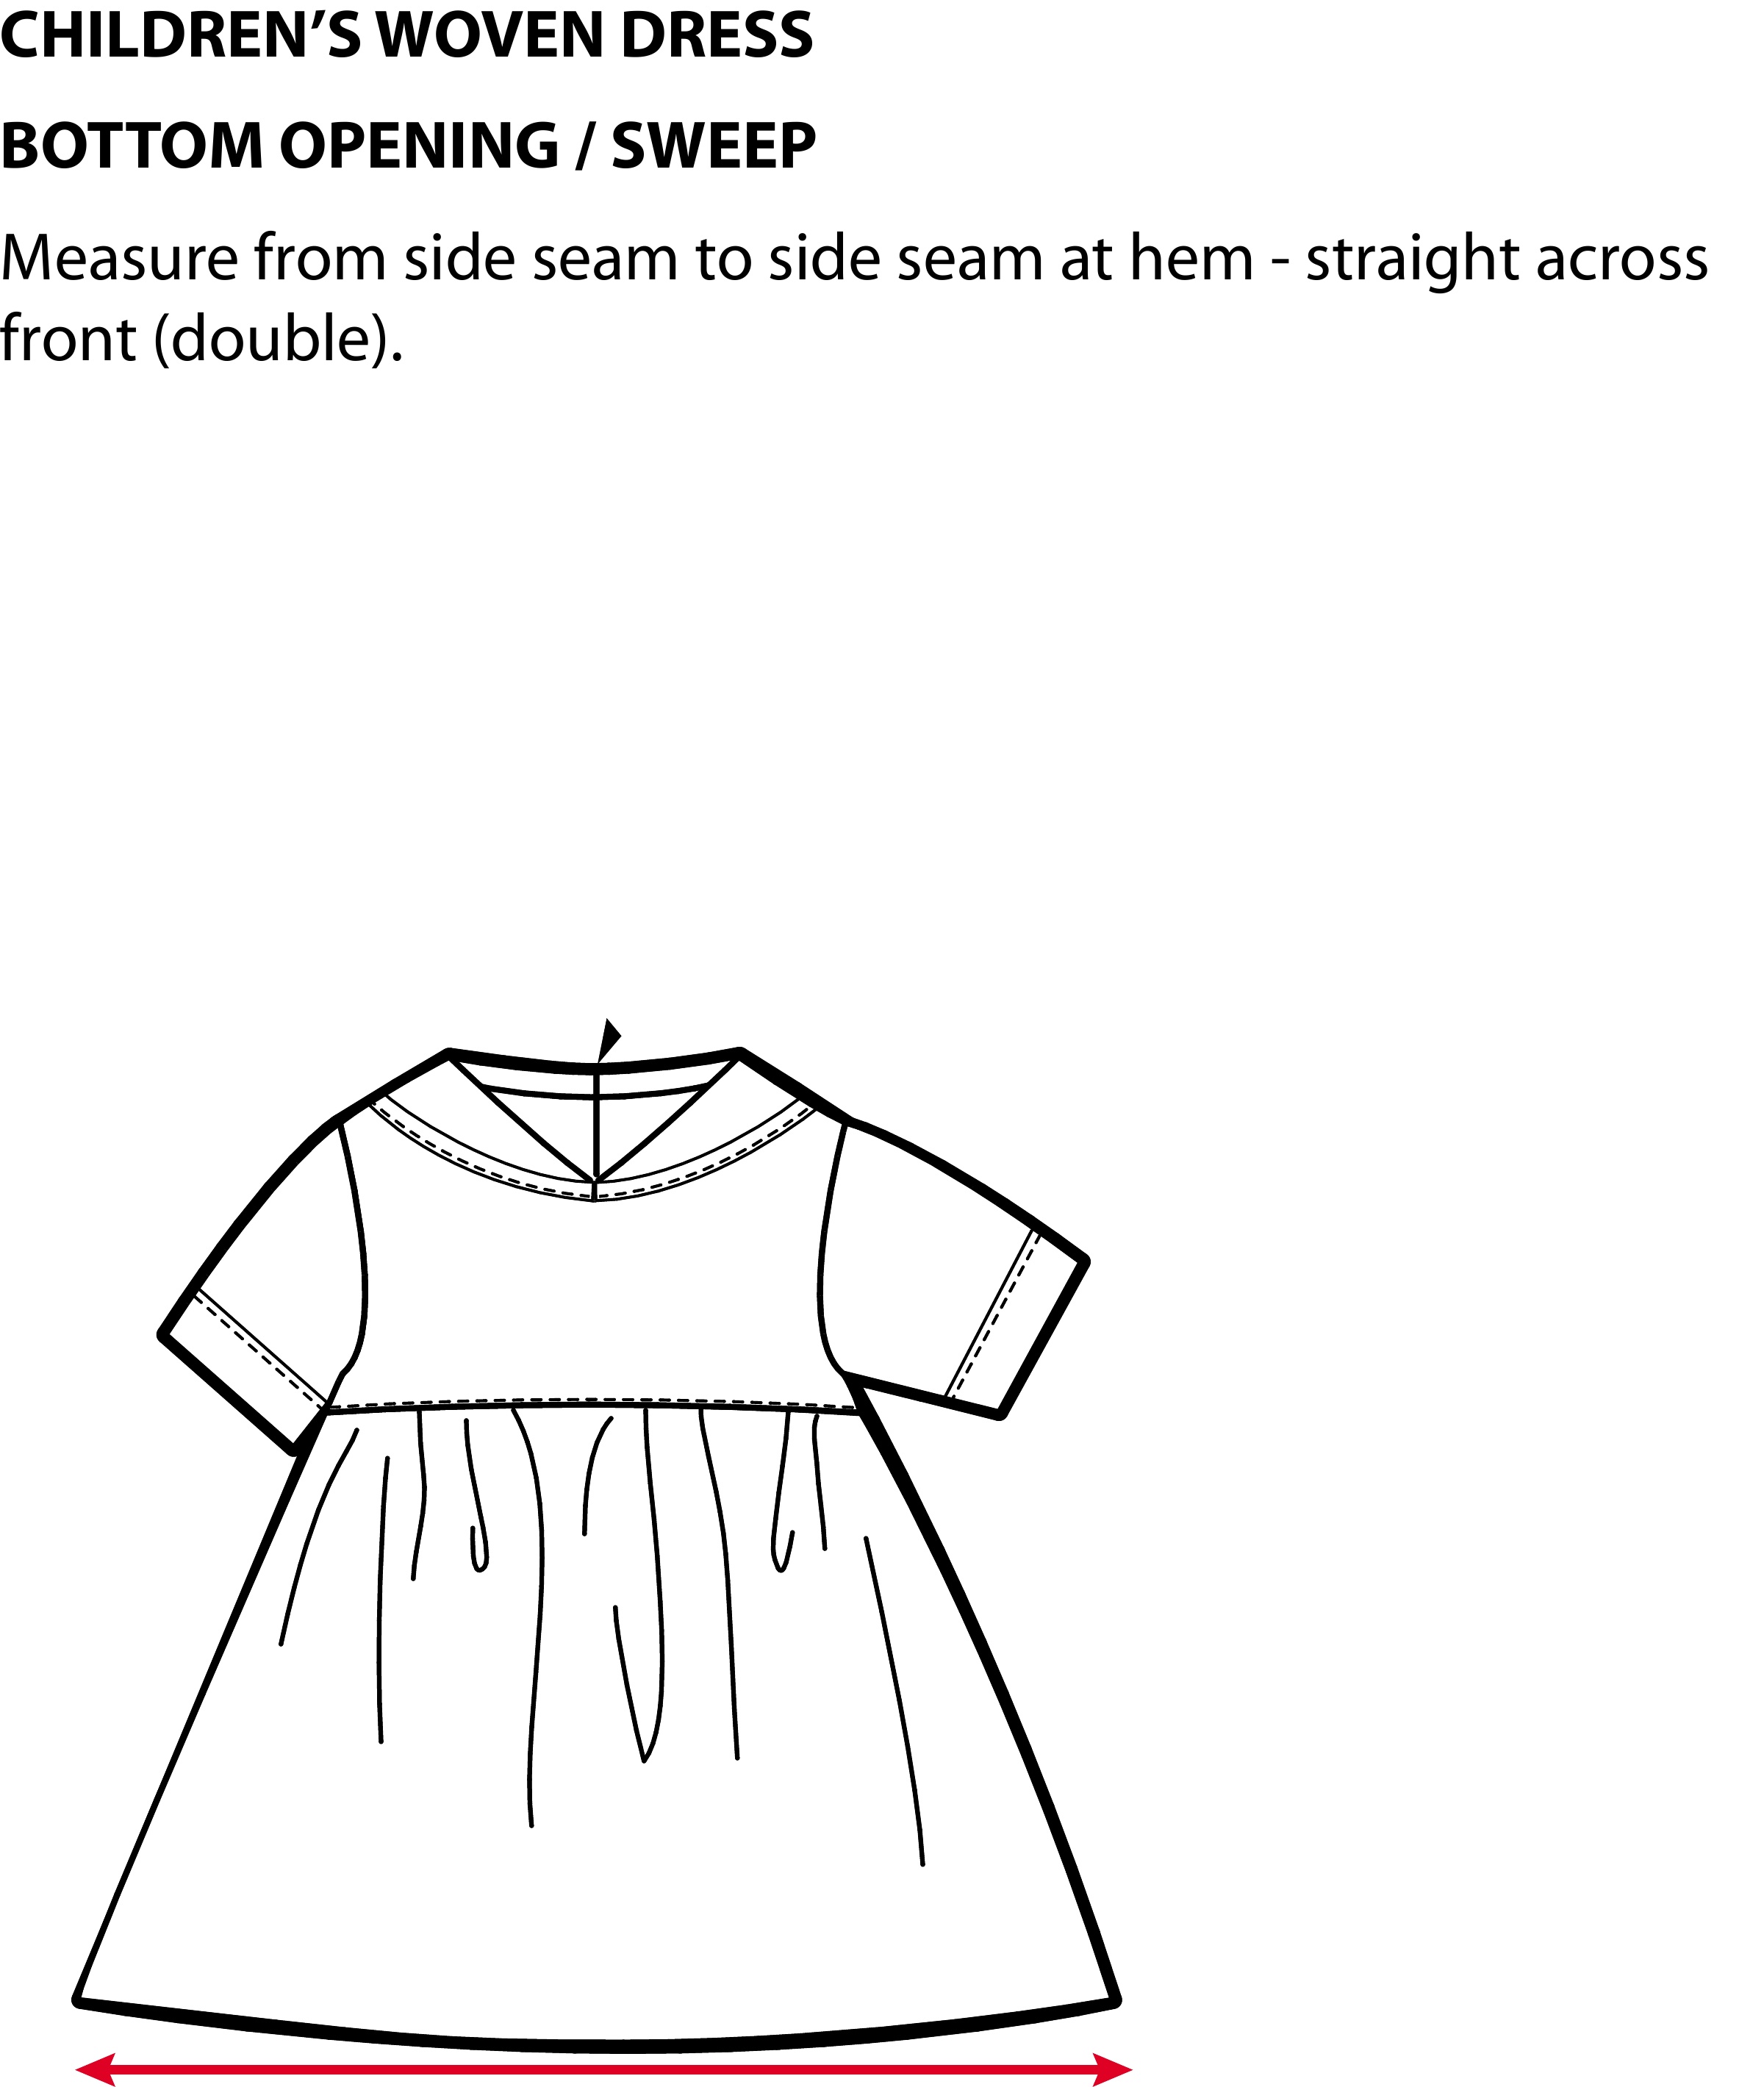 CHILDREN’S WOVEN DRESS
BOTTOM OPENING / SWEEP
Measure from side seam to side seam at hem - straight across
front (double).